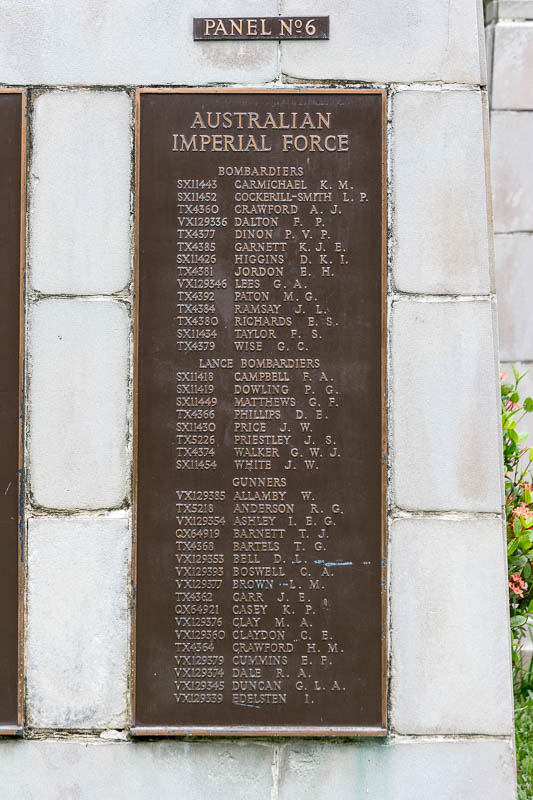 PANEL Nº 6
AUSTRALIAN
IMPERIAL FORCE
BOMBARDIERS
SX11443 CARMICHAEL K. M.
SX11452 COCKERILL-SMITH L. P.
TX4360 CRAWFORD A. J.
VX129336 DALTON F. P.
TX4377 DINON P. V. P.
TX4385 GARNETT K. J. E.
SX11426 HIGGINS D. K. I.
TX4381 JORDON E. H.
VX129346 LEES G. A.
TX4392 PATON M. G.
TX4384 RAMSAY J. L.
TX4380 RICHARDS E. S.
SX11434 TAYLOR F. S.
TX4379 WISE G. C.
LANCE BOMBARDIERS
SX11418 CAMPBELL F. A.
SX11419 DOWLING P. G.
SX11449 MATTHEWS G. F.
TX4366 PHILLIPS D. E.
SX11430 PRICE J. W.
TX5226 PRIESTLEY J. S.
TX4374 WALKER G. W. J.
SX11454 WHITE J. W.
GUNNERS
VX129385 ALLAMBY W.
TX5218 ANDERSON R. G.
VX129354 ASHLEY I. E. G.
QX64919 BARNETT T. J.
TX4368 BARTELS T. G.
VX129353 BELL D. L.
VX129393 BOSWELL C. A.
VX129377 BROWN L. M.
TX4362 CARR J. E.
QX64921 CASEY K. P.
VX129376 CLAY M. A.
VX129360 CLAYDON C. E.
TX4364 CRAWFORD H. M.
VX129379 CUMMINS E. P.
VX129374 DALE R. A.
VX129345 DUNCAN G. L. A.
VX129339 EDELSTEN I.